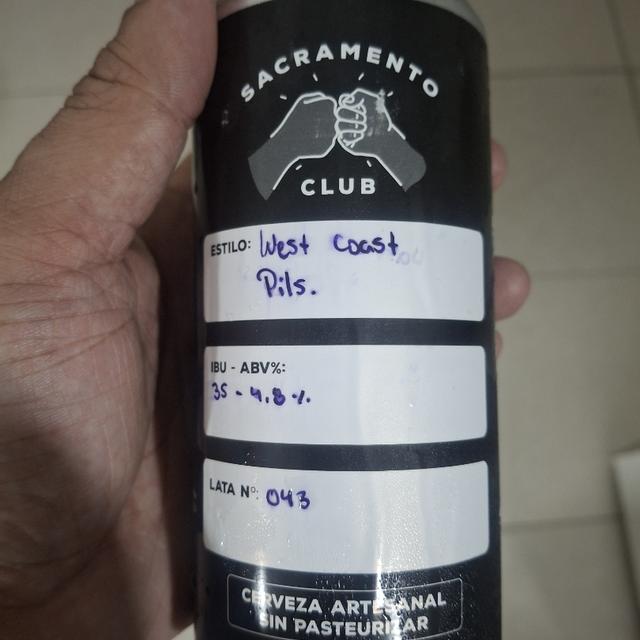 SACRAMENTO
CLUB
ESTILO: West Coast
Pils.
IBU - ABV%:
35 - 4.8 %
LATA Nº: 043
CERVEZA ARTESANAL
SIN PASTEURIZAR